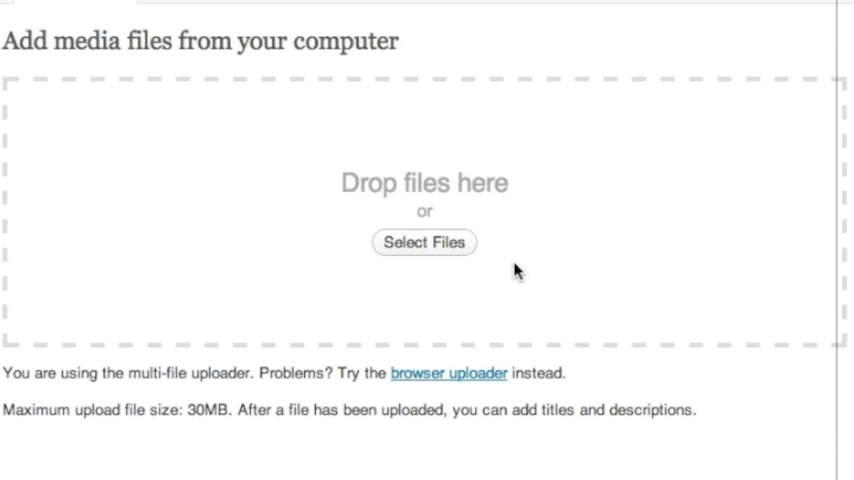 Add media files from your computer
Drop files here
or
Select Files
You are using the multi-file uploader. Problems? Try the browser uploader instead.
Maximum upload file size: 30MB. After a file has been uploaded, you can add titles and descriptions.